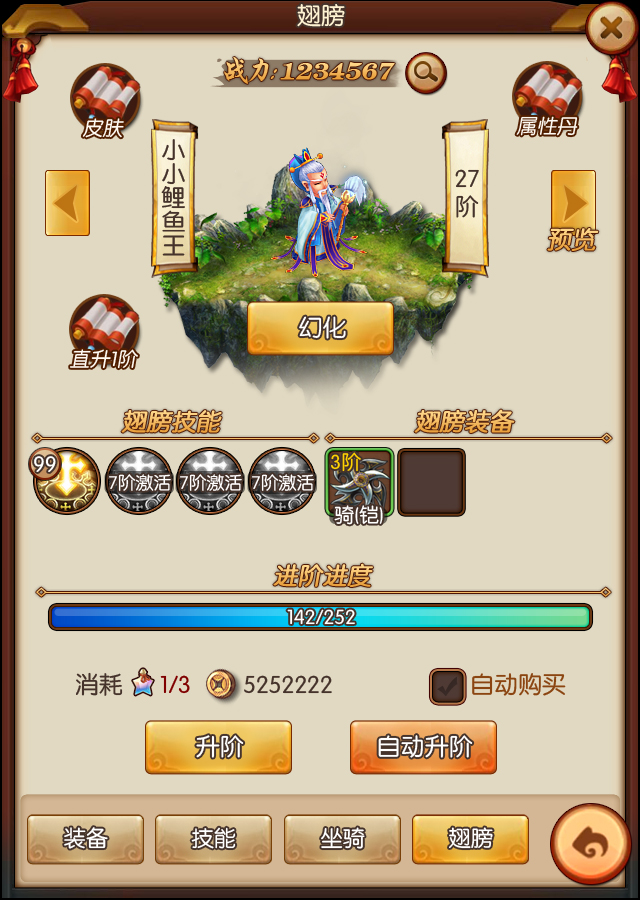 翅膀
战力:1234567
皮肤
属性丹
小小鲤鱼王
27阶
预览
幻化
直升1阶
翅膀技能
翅膀装备
99
7阶激活
7阶激活
7阶激活
3阶
骑(铠)
进阶进度
142/252
消耗 1/3 5252222 自动购买
升阶
自动升阶
装备
技能
坐骑
翅膀